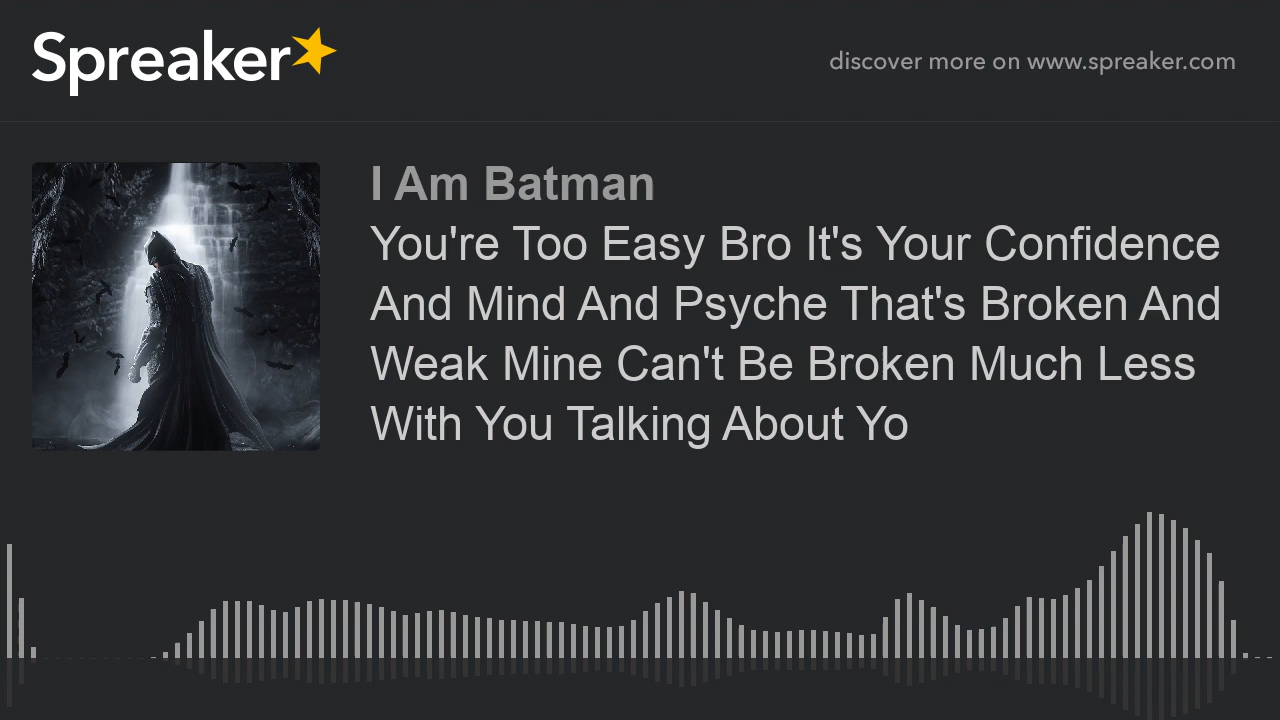 Spreaker
discover more on www.spreaker.com
I Am Batman
You're Too Easy Bro It's Your Confidence
And Mind And Psyche That's Broken And
Weak Mine Can't Be Broken Much Less
With You Talking About Yo